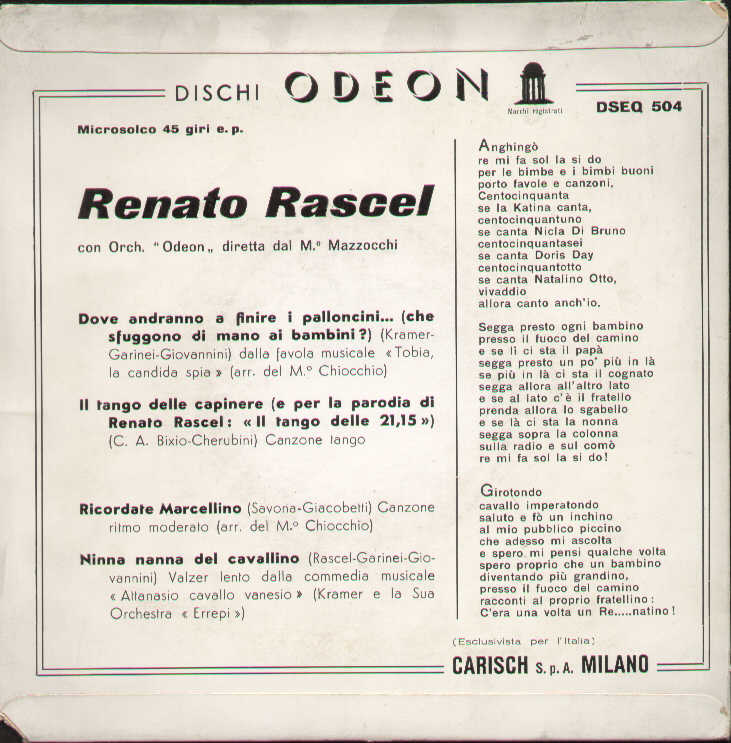 DISCHI ODEON
Marchi registrati
DSEQ 504
Microsolco 45 giri e. p.
Renato Rascel
con Orch. "Odeon„ diretta dal M.º Mazzocchi
Dove andranno a finire i palloncini... (che
sfuggono di mano ai bambini?) (Kramer-
Garinei-Giovannini) dalla favola musicale «Tobia,
la candida spia» (arr. del M.º Chiocchio)
Il tango delle capinere (e per la parodia di
Renato Rascel: «Il tango delle 21,15»)
(C. A. Bixio-Cherubini) Canzone tango
Ricordate Marcellino (Savona-Giacobetti) Canzone
ritmo moderato (arr. del M.º Chiocchio)
Ninna nanna del cavallino (Rascel-Garinei-Gio-
vannini) Valzer lento dalla commedia musicale
«Attanasio cavallo vanesio» (Kramer e la Sua
Orchestra «Errepi»)
Anghingò
re mi fa sol la si do
per le bimbe e i bimbi buoni
porto favole e canzoni.
Centocinquanta
se la Katina canta,
centocinquantuno
se canta Nicla Di Bruno
centocinquantasei
se canta Doris Day
centocinquantotto
se canta Natalino Otto,
vivaddio
allora canto anch'io.
Segga presto ogni bambino
presso il fuoco del camino
e se lì ci sta il papà
segga presto un po' più in là
se più in là ci sta il cognato
segga allora all'altro lato
e se al lato c'è il fratello
prenda allora lo sgabello
e se là ci sta la nonna
segga sopra la colonna
sulla radio e sul comò
re mi fa sol la si do!
Girotondo
cavallo imperatondo
saluto e fò un inchino
al mio pubblico piccino
che adesso mi ascolta
e spero mi pensi qualche volta
spero proprio che un bambino
diventando più grandino,
presso il fuoco del camino
racconti al proprio fratellino:
C'era una volta un Re.....natino!
(Esclusivista per l'Italia)
CARISCH S.p.A. MILANO